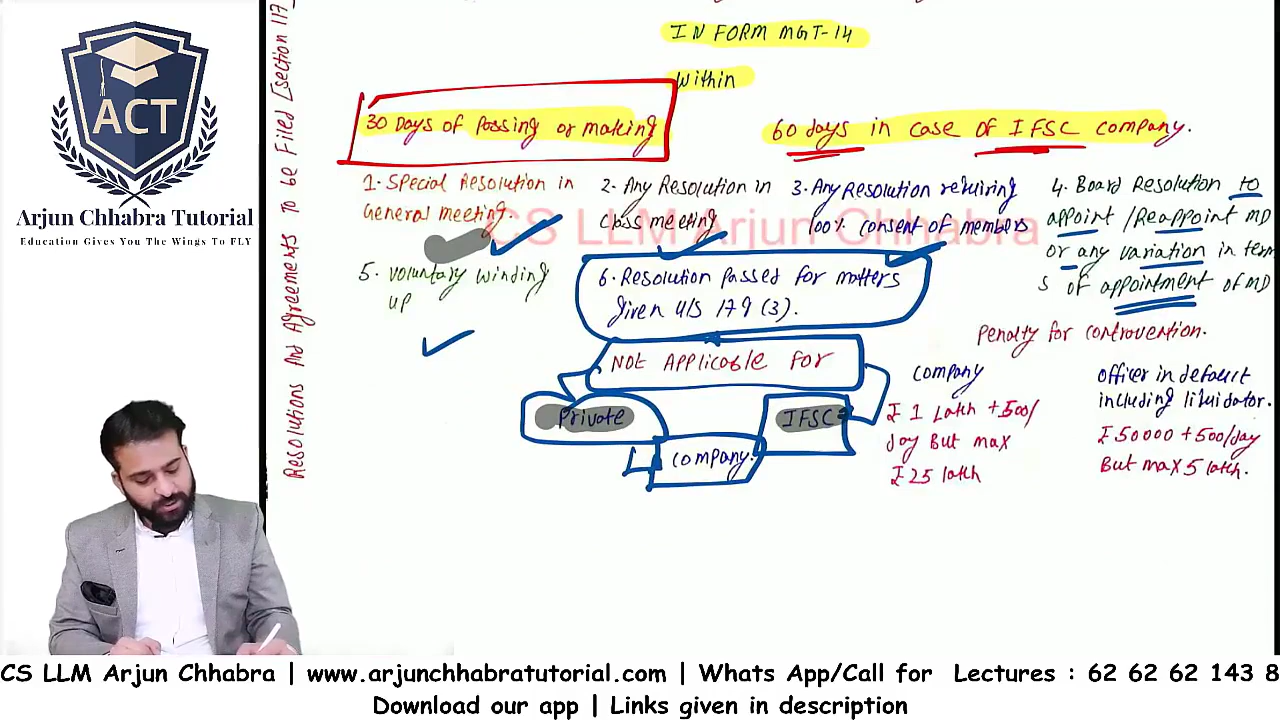 ACT
Arjun Chhabra Tutorial
Education Gives You The Wings To FLY
Resolutions And Agreements To be Filed [section 117
IN FORM MGT-14
within
30 Days of Passing or making
60 days in case of IFSC company.
1. Special Resolution in
General meeting.
2. Any Resolution in
class meeting
3. Any Resolution requiring
100% consent of members
4. Board Resolution to
appoint / Reappoint MD
or any variation in term
s of appointment of MD
CS LLM Arjun Chhabra
5. voluntary winding
up
6. Resolution passed for matters
given u/s 179 (3).
NOT Applicable for
Private
IFSC
company.
Penalty for controvention.
company
₹ 1 Lakh + 500/
day But max
₹ 25 lakh
officer in default
including liuidator.
₹ 50000 + 500/day
But max 5 lakh.
CS LLM Arjun Chhabra | www.arjunchhabratutorial.com | Whats App/Call for Lectures : 62 62 62 143 8
Download our app | Links given in description